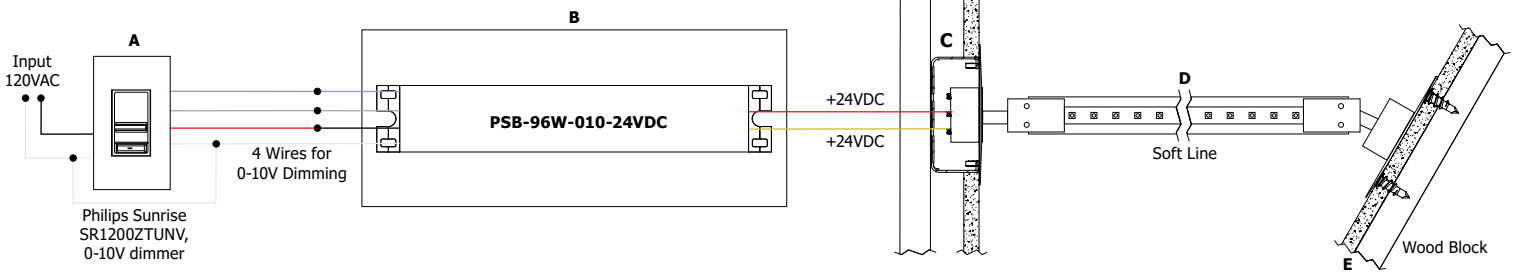 A
Input
120VAC
Philips Sunrise
SR1200ZTUNV,
0-10V dimmer
4 Wires for
0-10V Dimming
B
PSB-96W-010-24VDC
+24VDC
+24VDC
C
D
Soft Line
E
Wood Block